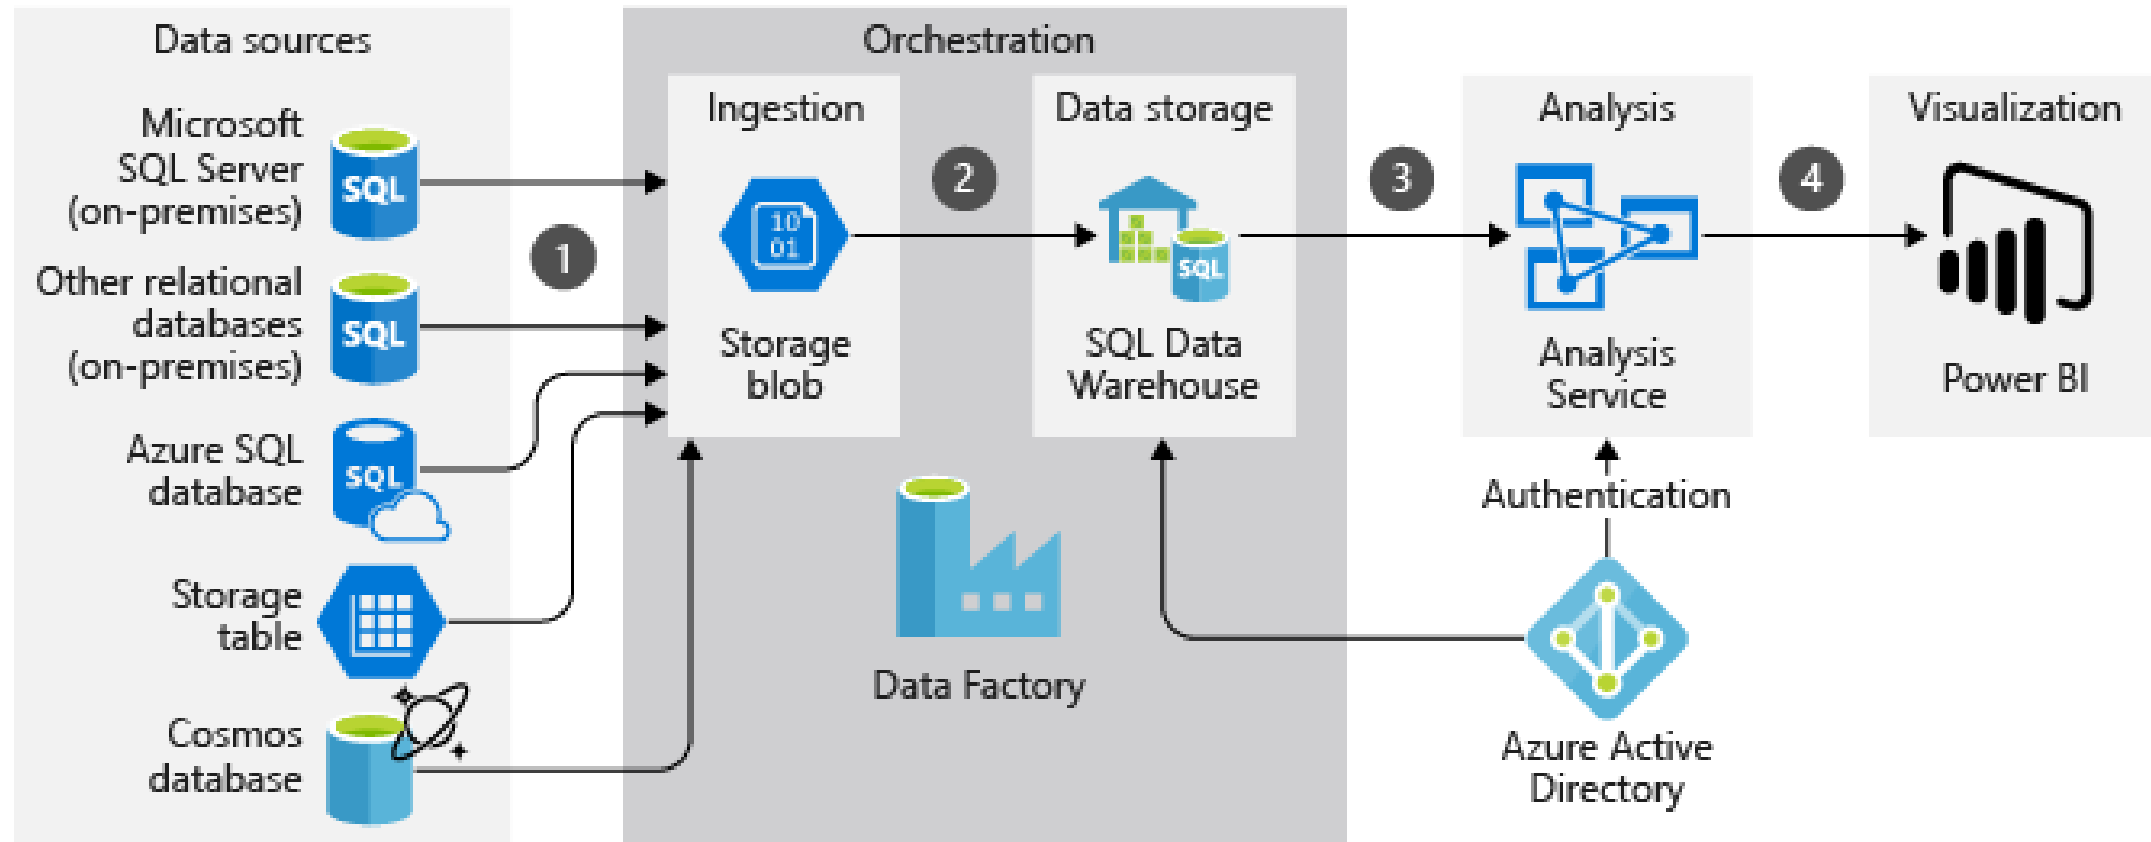 Data sources
Microsoft
SQL Server
(on-premises)
SQL
Other relational
databases
(on-premises)
SQL
Azure SQL
database
SQL
Storage
table
Cosmos
database
1
Orchestration
Ingestion
10
01
Storage
blob
2
Data storage
SQL
SQL Data
Warehouse
Data Factory
3
Analysis
Analysis
Service
Authentication
Azure Active
Directory
4
Visualization
Power BI